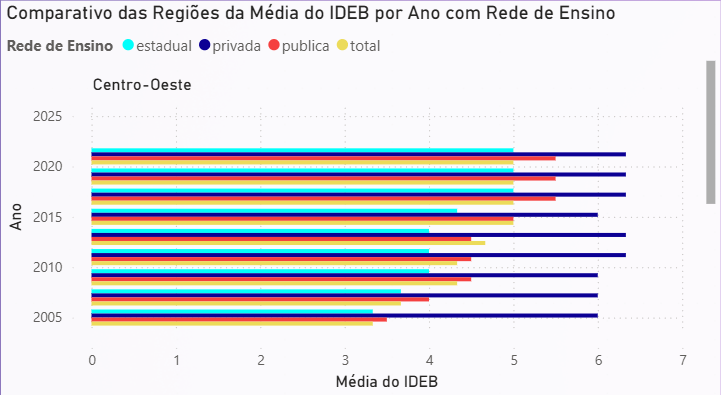 Comparativo das Regiões da Média do IDEB por Ano com Rede de Ensino
Rede de Ensino estadual privada publica total
Centro-Oeste
2025
2020
2015
2010
2005
Ano
0 1 2 3 4 5 6 7
Média do IDEB